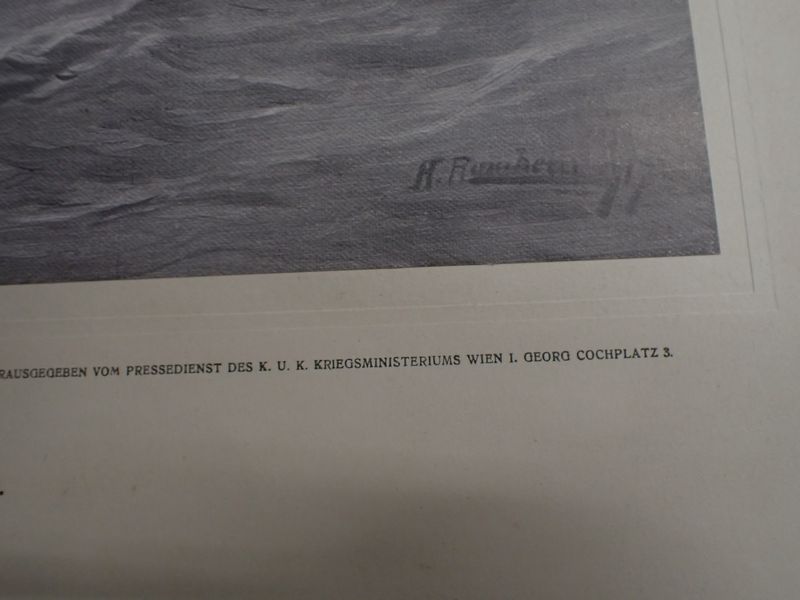 RAUSGEGEBEN VOM PRESSEDIENST DES K. U. K. KRIEGSMINISTERIUMS WIEN I. GEORG COCHPLATZ 3.